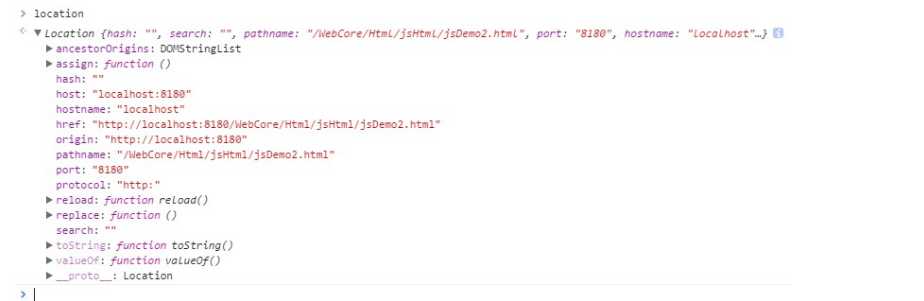 > location
Location {hash: "", search: "", pathname: "/WebCore/Html/jsHtml/jsDemo2.html", port: "8180", hostname: "localhost"…}
ancestorOrigins: DOMStringList
assign: function ()
hash: ""
host: "localhost:8180"
hostname: "localhost"
href: "http://localhost:8180/WebCore/Html/jsHtml/jsDemo2.html"
origin: "http://localhost:8180"
pathname: "/WebCore/Html/jsHtml/jsDemo2.html"
port: "8180"
protocol: "http:"
reload: function reload()
replace: function ()
search: ""
toString: function toString()
valueOf: function valueOf()
__proto__: Location
>